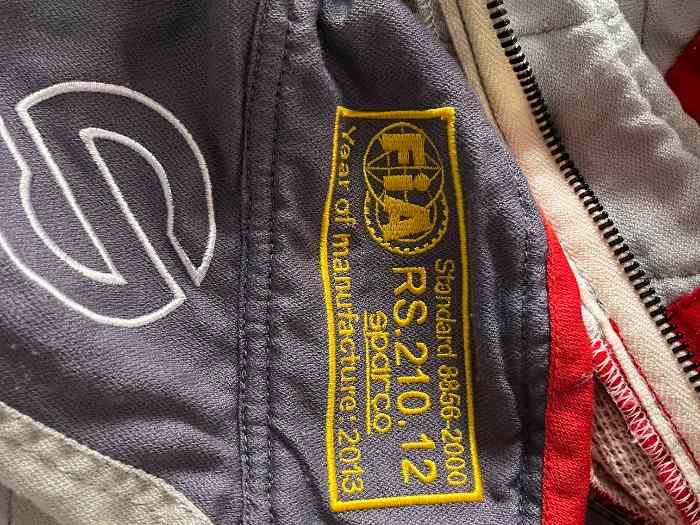 FiA
Standard 8856-2000
RS.210.12
sparco
Year of manufacture: 2013